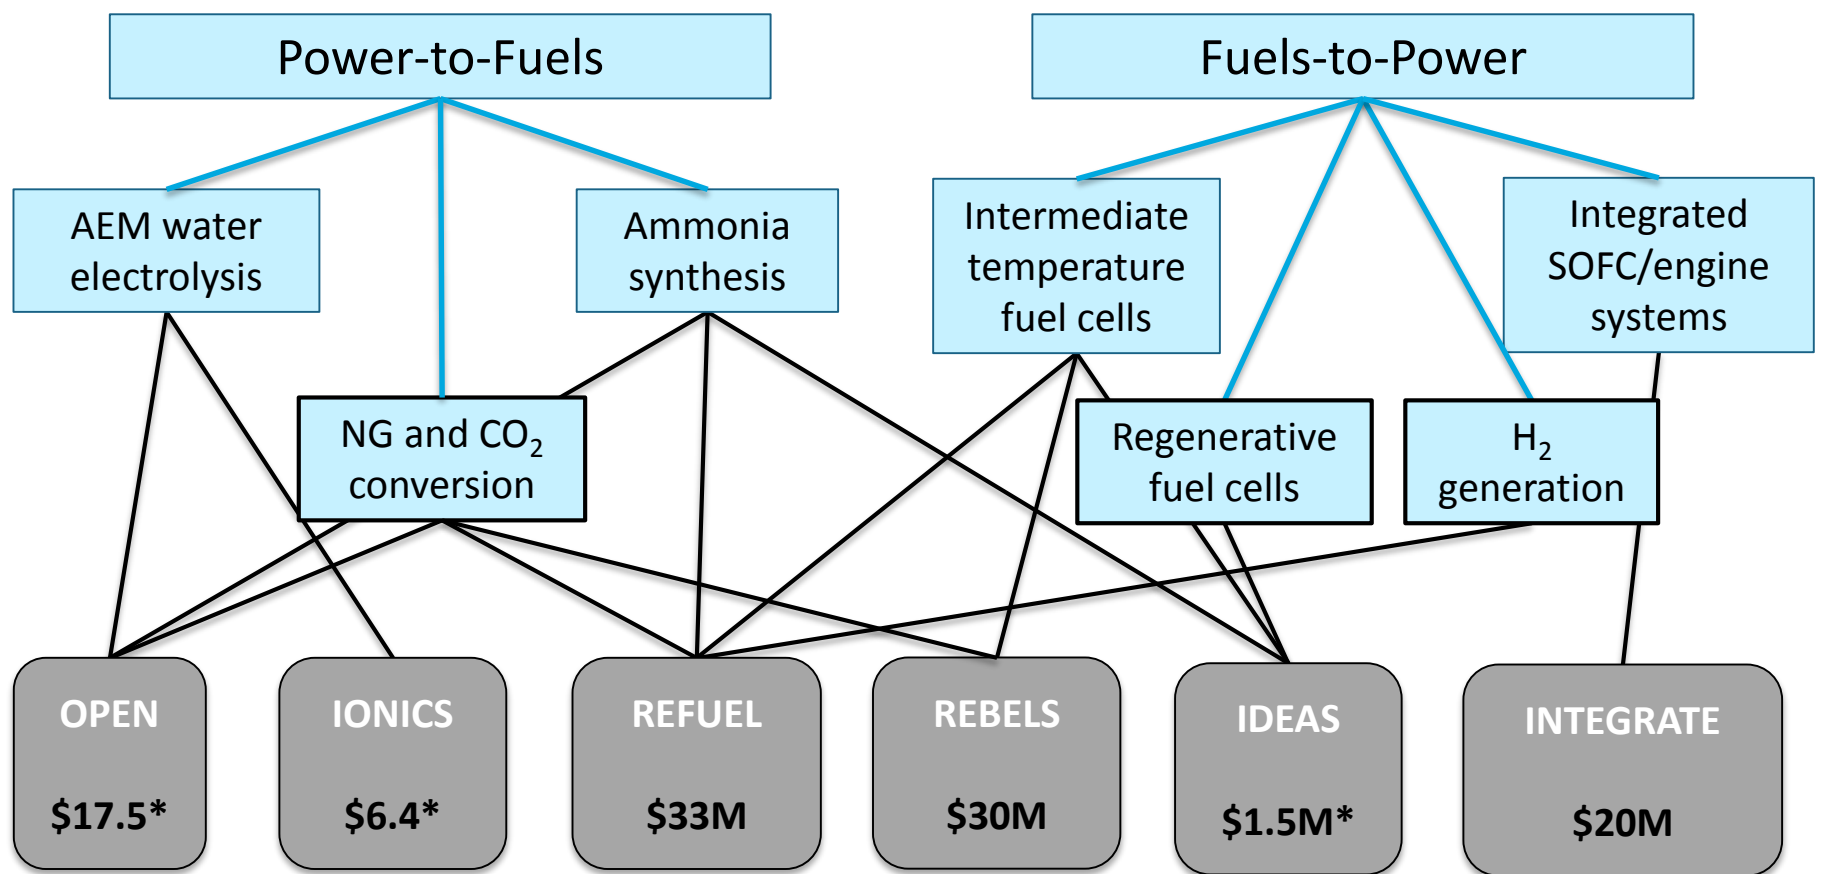 Power-to-Fuels
Fuels-to-Power
AEM water
electrolysis
Ammonia
synthesis
Intermediate
temperature
fuel cells
Integrated
SOFC/engine
systems
NG and CO₂
conversion
Regenerative
fuel cells
H₂
generation
OPEN
$17.5*
IONICS
$6.4*
REFUEL
$33M
REBELS
$30M
IDEAS
$1.5M*
INTEGRATE
$20M